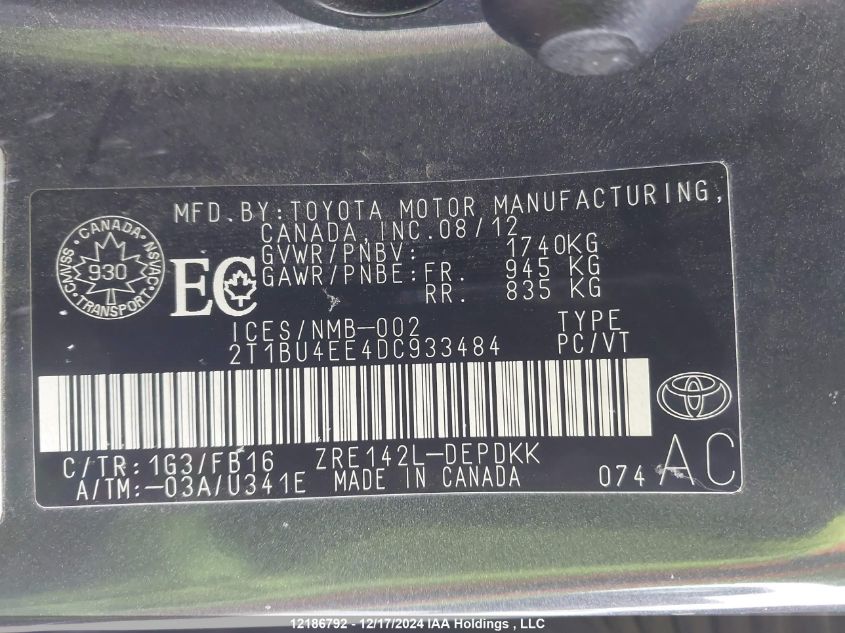 MFD.BY:TOYOTA MOTOR MANUFACTURING,
CANADA, INC.08/12
GVWR/PNBV: 1740KG
GAWR/PNBE:FR. 945 KG
RR. 835 KG
CANADA
CMVSS 930 NSVAC
TRANSPORT
EC
ICES/NMB-002 TYPE
2T1BU4EE4DC933484 PC/VT
C/TR:1G3/FB16 ZRE142L-DEPDKK
A/TM:-03A/U341E MADE IN CANADA 074 AC
12186792 - 12/17/2024 IAA Holdings , LLC